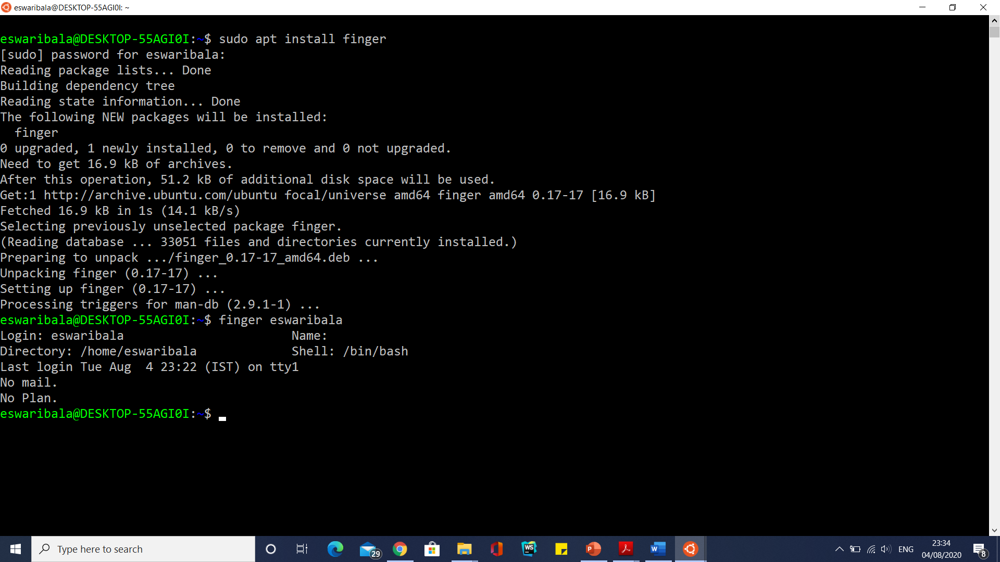 eswaribala@DESKTOP-55AGI0I: ~
eswaribala@DESKTOP-55AGI0I:~$ sudo apt install finger
[sudo] password for eswaribala:
Reading package lists... Done
Building dependency tree
Reading state information... Done
The following NEW packages will be installed:
  finger
0 upgraded, 1 newly installed, 0 to remove and 0 not upgraded.
Need to get 16.9 kB of archives.
After this operation, 51.2 kB of additional disk space will be used.
Get:1 http://archive.ubuntu.com/ubuntu focal/universe amd64 finger amd64 0.17-17 [16.9 kB]
Fetched 16.9 kB in 1s (14.1 kB/s)
Selecting previously unselected package finger.
(Reading database ... 33051 files and directories currently installed.)
Preparing to unpack .../finger_0.17-17_amd64.deb ...
Unpacking finger (0.17-17) ...
Setting up finger (0.17-17) ...
Processing triggers for man-db (2.9.1-1) ...
eswaribala@DESKTOP-55AGI0I:~$ finger eswaribala
Login: eswaribala                       Name:
Directory: /home/eswaribala             Shell: /bin/bash
Last login Tue Aug  4 23:22 (IST) on tty1
No mail.
No Plan.
eswaribala@DESKTOP-55AGI0I:~$
Type here to search
29
WS
P
W
ENG
23:34
04/08/2020
8